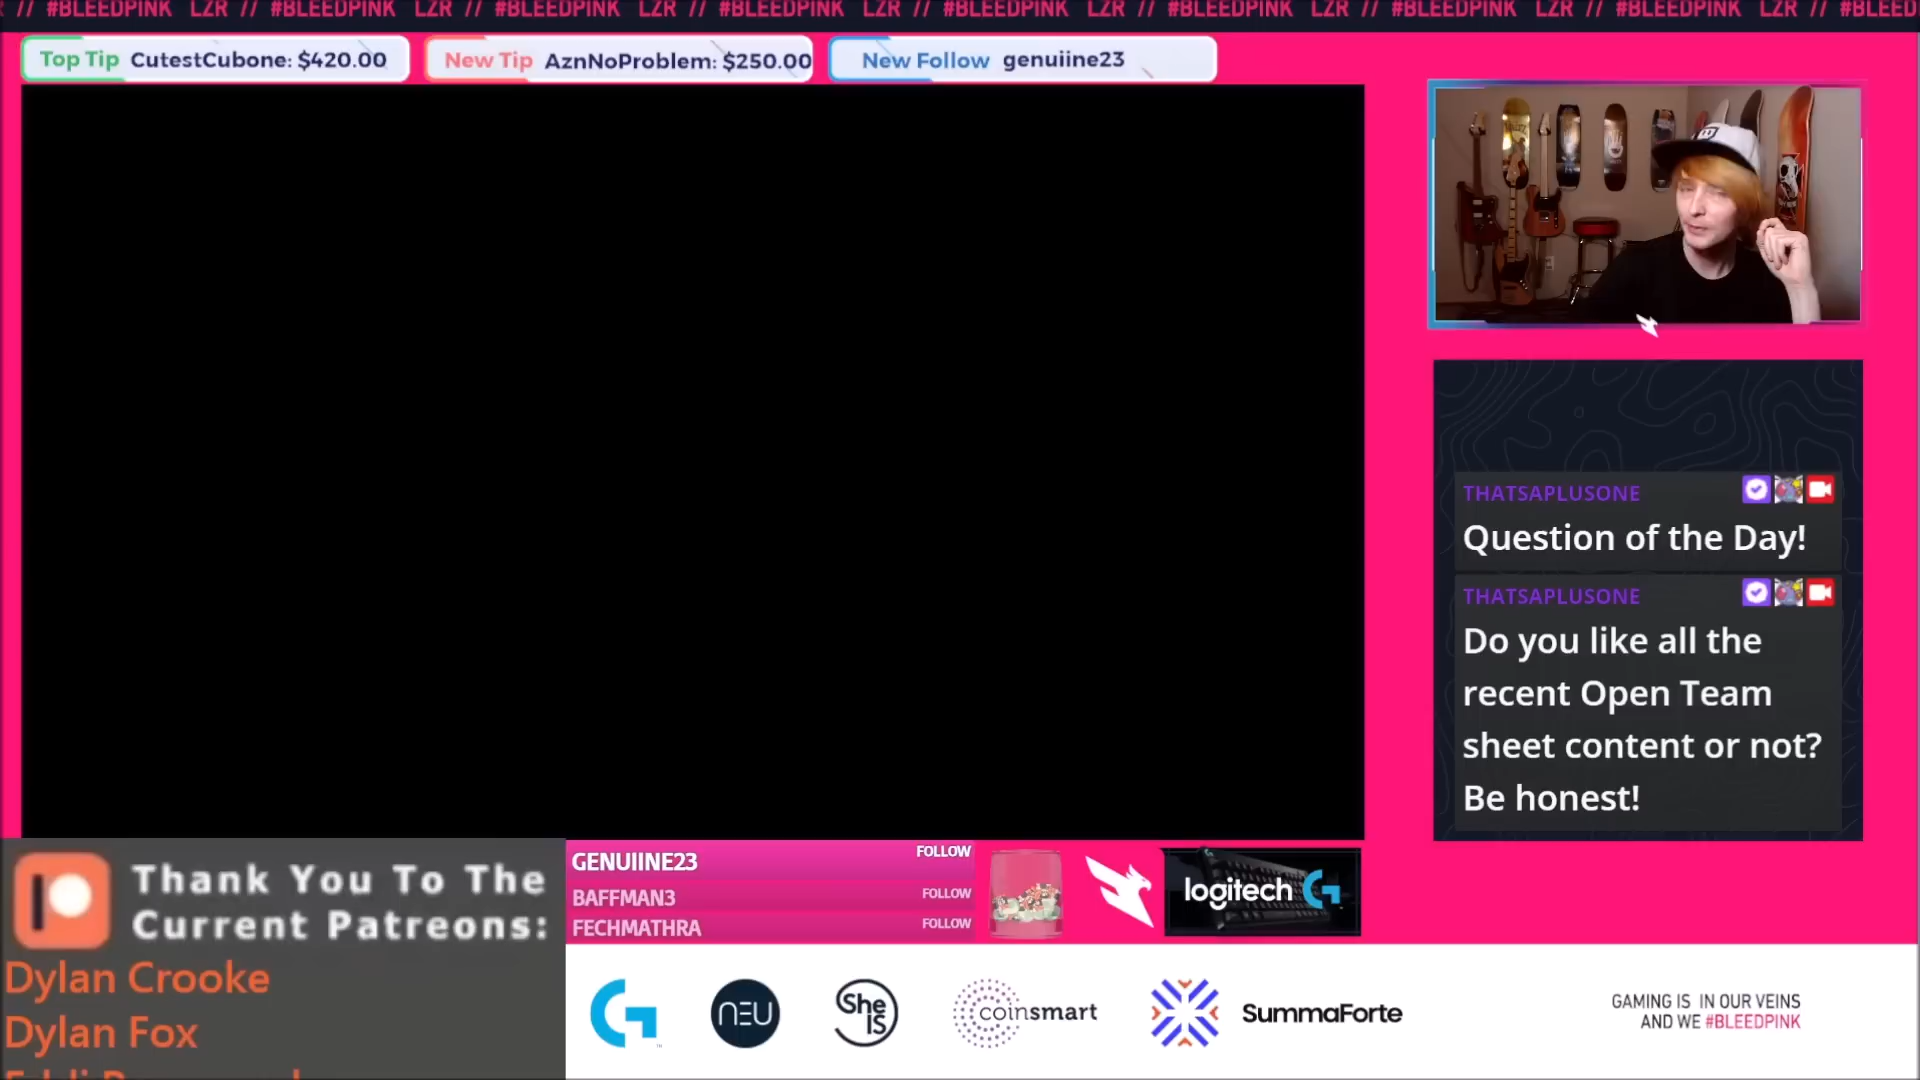 // #BLEEDPINK LZR // #BLEEDPINK LZR // #BLEEDPINK LZR // #BLEEDPINK LZR // #BLEEDPINK LZR // #BLEEDPINK LZR // #BLEEDPINK LZR // #BLEEDPINK LZR // #BLEED
Top Tip CutestCubone: $420.00
New Tip AznNoProblem: $250.00
New Follow genuiine23
THATSAPLUSONE
Question of the Day!
THATSAPLUSONE
Do you like all the
recent Open Team
sheet content or not?
Be honest!
Thank You To The
Current Patreons:
Dylan Crooke
Dylan Fox
GENUIINE23 FOLLOW
BAFFMAN3 FOLLOW
FECHMATHRA FOLLOW
logitech G
G
NEU
She
IS
coinsmart
SummaForte
GAMING IS IN OUR VEINS
AND WE #BLEEDPINK